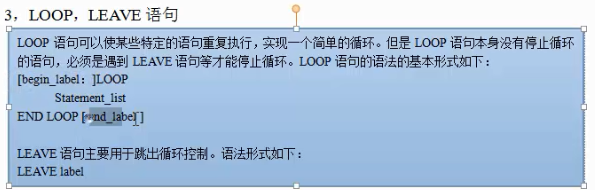 3，LOOP，LEAVE 语句
LOOP 语句可以使某些特定的语句重复执行，实现一个简单的循环。但是 LOOP 语句本身没有停止循环
的语句，必须是遇到 LEAVE 语句等才能停止循环。LOOP 语句的语法的基本形式如下：
[begin_label：]LOOP
Statement_list
END LOOP [end_label]
LEAVE 语句主要用于跳出循环控制。语法形式如下：
LEAVE label